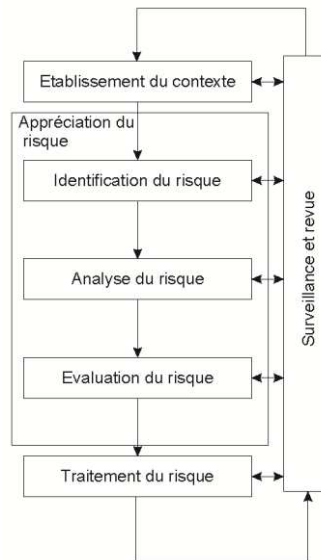 Etablissement du contexte
Appréciation du
risque
Identification du risque
Analyse du risque
Evaluation du risque
Traitement du risque
Surveillance et revue